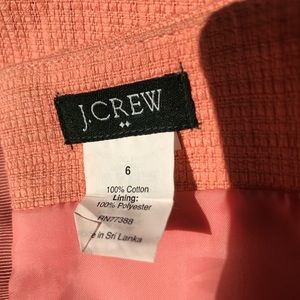 J.CREW
6
100% Cotton
Lining:
100% Polyester
RN77388
in Sri Lanka